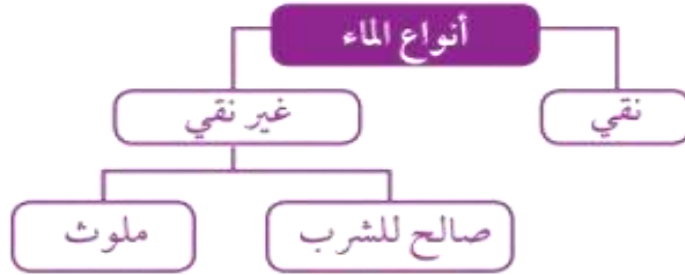 أنواع الماء
نقي
غير نقي
صالح للشرب
ملوث